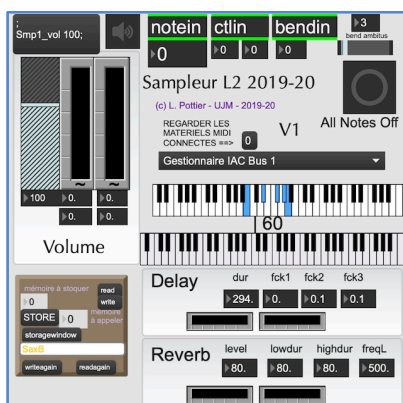 ;
Smp1_vol 100;
notein ctlin bendin
3
bend ambitus
0 0 0 0
Sampleur L2 2019-20
(c) L. Pottier - UJM - 2019-20
REGARDER LES
MATERIELS MIDI
CONNECTES ==> 0
V1
All Notes Off
Gestionnaire IAC Bus 1
100 0. 0.
0. 0.
60
Volume
Delay
dur fck1 fck2 fck3
294. 0. 0.1 0.1
mémoire à stoquer
0
read
write
STORE 0
mémoire
à appeler
storagewindow
SaxB
writeagain readagain
Reverb
level lowdur highdur freqL
80. 80. 80. 500.